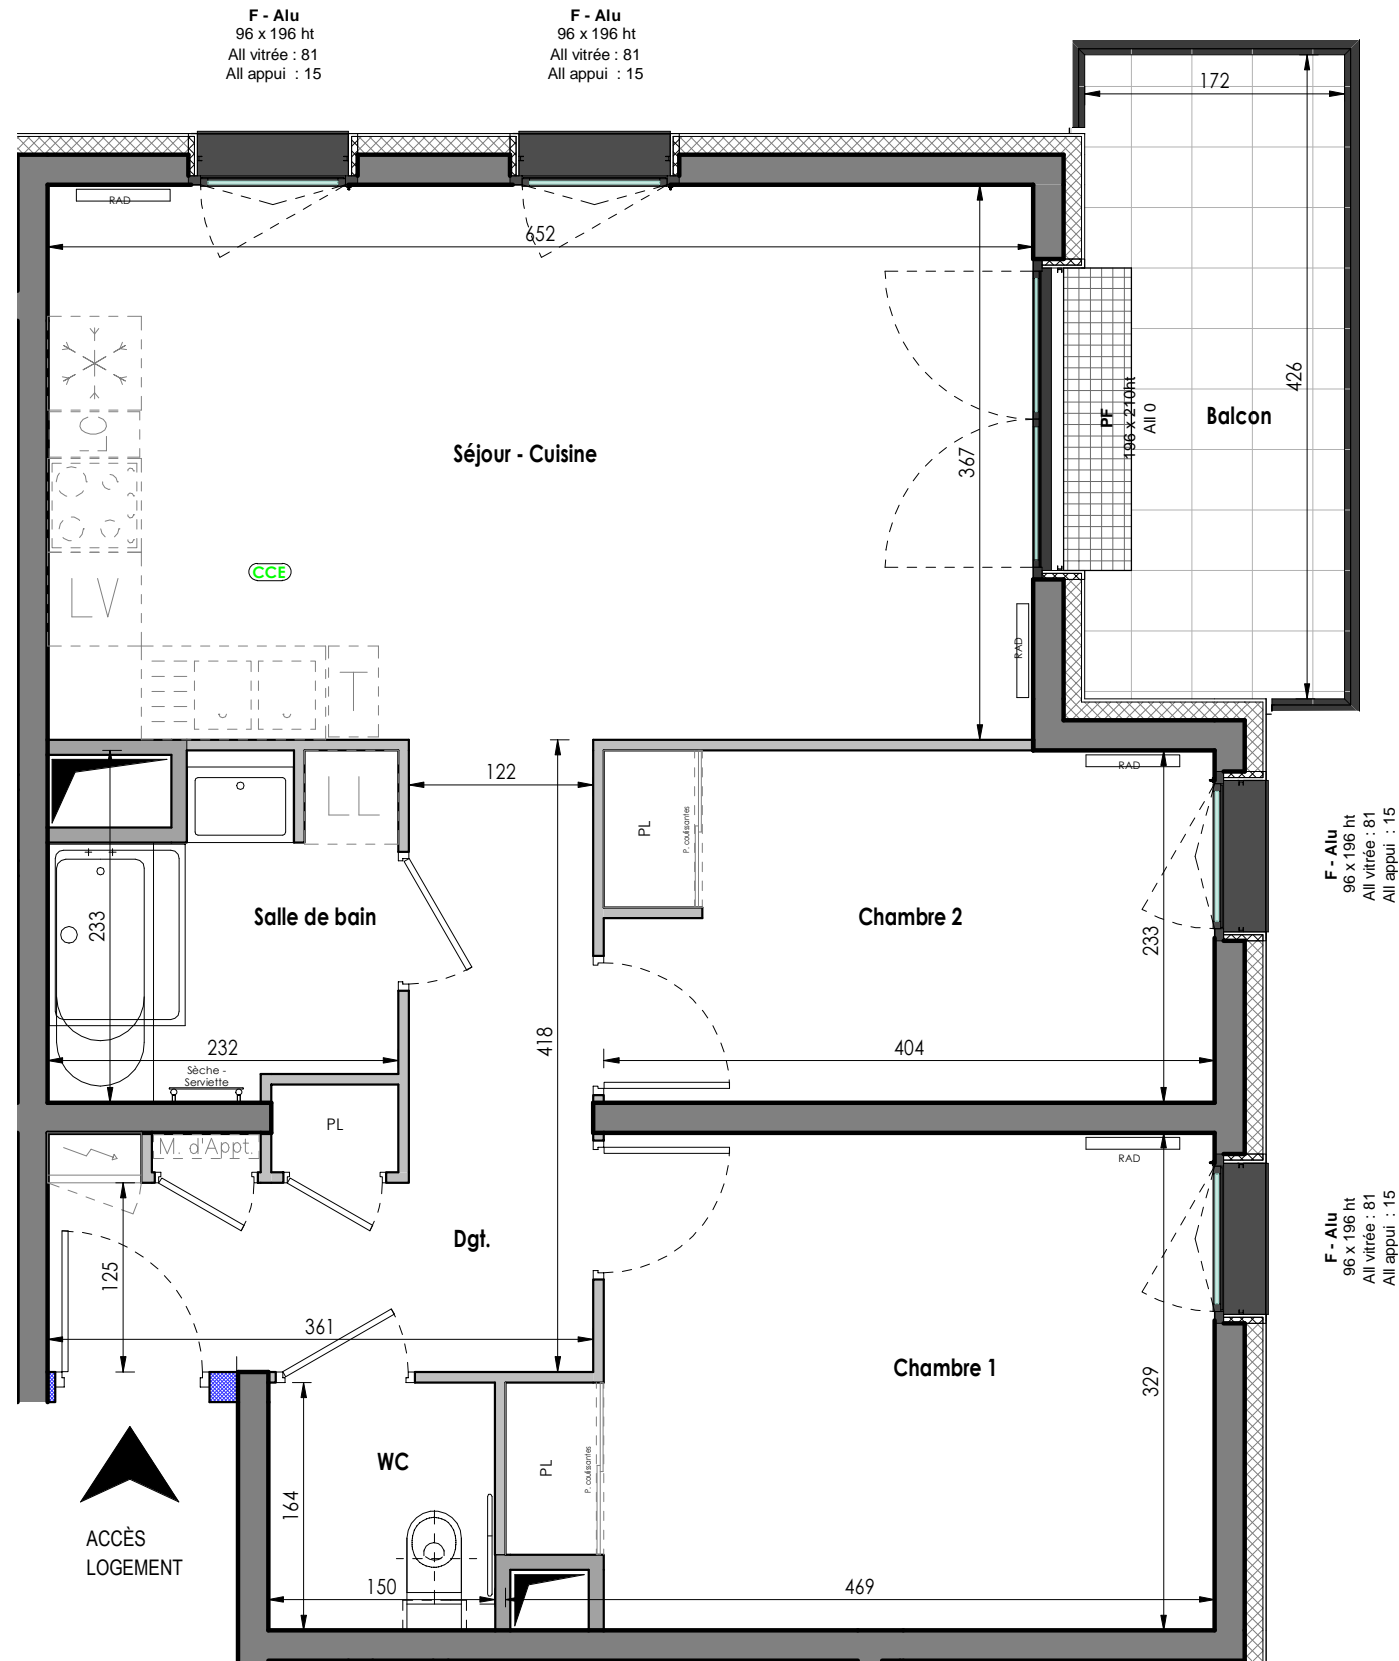 F - Alu
96 x 196 ht
All vitrée : 81
All appui : 15
F - Alu
96 x 196 ht
All vitrée : 81
All appui : 15
172
RAD
652
426
LC
Séjour - Cuisine
367
PF
196 x 210ht
All 0
Balcon
CCE
LV
T
RAD
122
LL
PL
P. coulissantes
RAD
F - Alu
96 x 196 ht
All vitrée : 81
All appui : 15
233
Salle de bain
Chambre 2
233
418
232
404
Sèche -
Serviette
PL
M. d'Appt.
RAD
F - Alu
96 x 196 ht
All vitrée : 81
All appui : 15
Dgt.
125
361
Chambre 1
329
WC
PL
P. coulissantes
164
ACCÈS
LOGEMENT
150
469